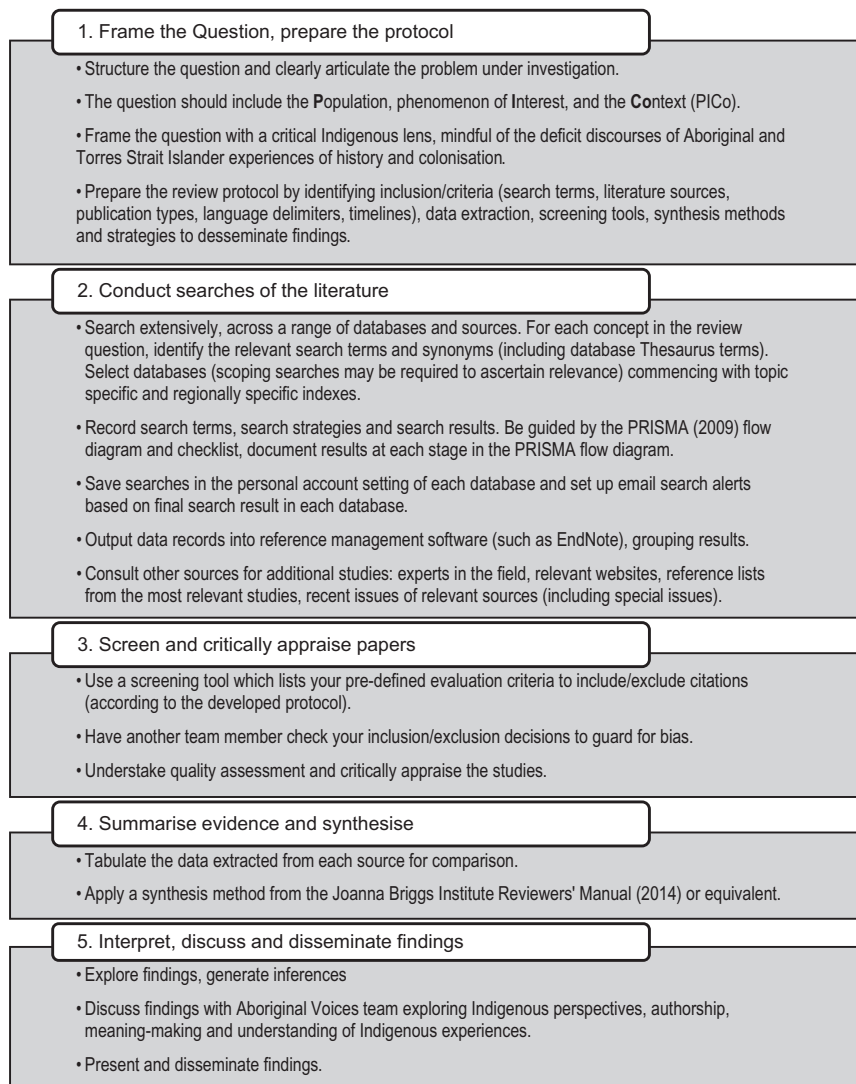 1. Frame the Question, prepare the protocol
• Structure the question and clearly articulate the problem under investigation.
• The question should include the Population, phenomenon of Interest, and the Context (PICo).
• Frame the question with a critical Indigenous lens, mindful of the deficit discourses of Aboriginal and
Torres Strait Islander experiences of history and colonisation.
• Prepare the review protocol by identifying inclusion/criteria (search terms, literature sources,
publication types, language delimiters, timelines), data extraction, screening tools, synthesis methods
and strategies to desseminate findings.
2. Conduct searches of the literature
• Search extensively, across a range of databases and sources. For each concept in the review
question, identify the relevant search terms and synonyms (including database Thesaurus terms).
Select databases (scoping searches may be required to ascertain relevance) commencing with topic
specific and regionally specific indexes.
• Record search terms, search strategies and search results. Be guided by the PRISMA (2009) flow
diagram and checklist, document results at each stage in the PRISMA flow diagram.
• Save searches in the personal account setting of each database and set up email search alerts
based on final search result in each database.
• Output data records into reference management software (such as EndNote), grouping results.
• Consult other sources for additional studies: experts in the field, relevant websites, reference lists
from the most relevant studies, recent issues of relevant sources (including special issues).
3. Screen and critically appraise papers
• Use a screening tool which lists your pre-defined evaluation criteria to include/exclude citations
(according to the developed protocol).
• Have another team member check your inclusion/exclusion decisions to guard for bias.
• Understake quality assessment and critically appraise the studies.
4. Summarise evidence and synthesise
• Tabulate the data extracted from each source for comparison.
• Apply a synthesis method from the Joanna Briggs Institute Reviewers' Manual (2014) or equivalent.
5. Interpret, discuss and disseminate findings
• Explore findings, generate inferences
• Discuss findings with Aboriginal Voices team exploring Indigenous perspectives, authorship,
meaning-making and understanding of Indigenous experiences.
• Present and disseminate findings.